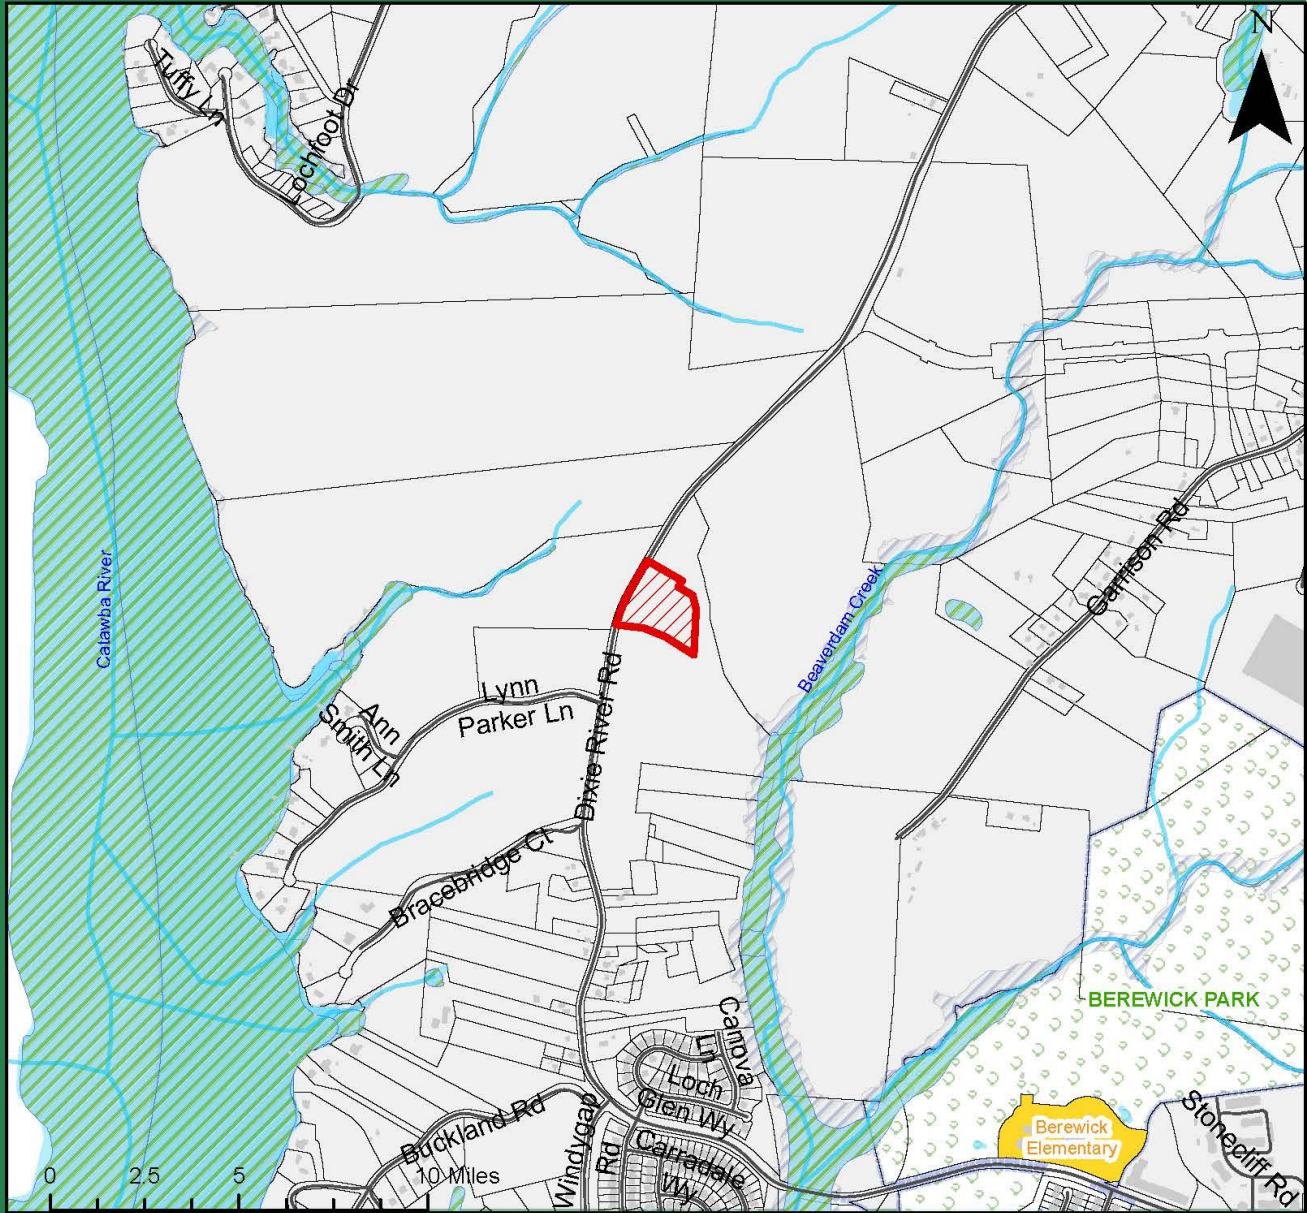 N
Tuffy Ln
Lochfoot Dr
Catawba River
Garrison Rd
Beaverdam Creek
Lynn
Parker Ln
Ann
Smith Ln
Dixie River Rd
Bracebridge Ct
BEREWICK PARK
Canova
Ln
Loch
Glen Wy
Buckland Rd
Windygap
Rd
Carradale
Wy
Berewick
Elementary
Stonecliff Rd
0 2.5 5 10 Miles